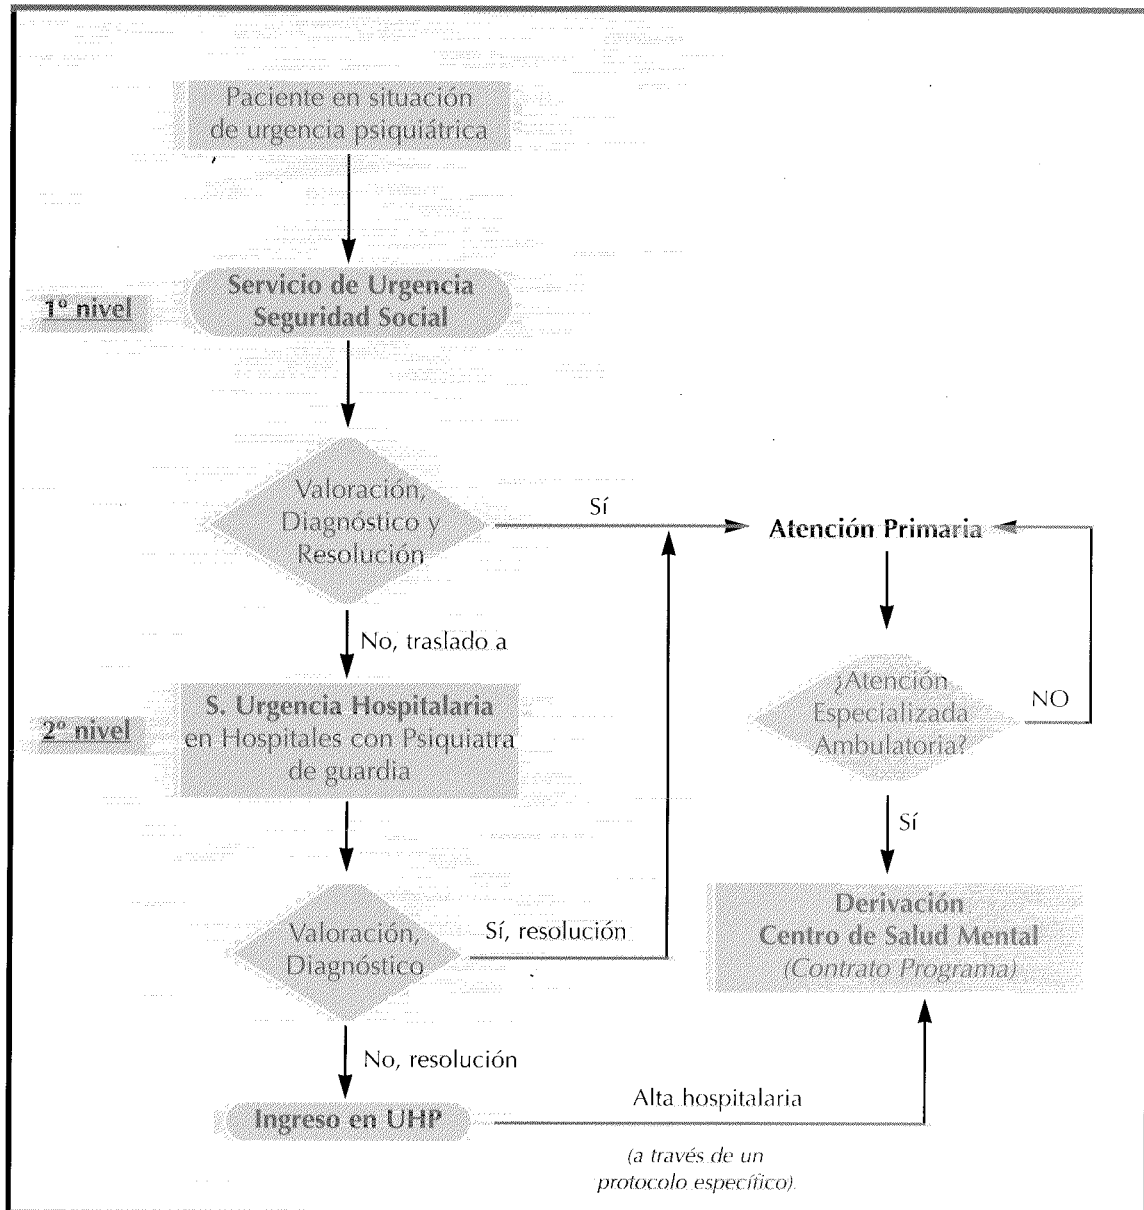 Paciente en situación
de urgencia psiquiátrica
1º nivel
Servicio de Urgencia
Seguridad Social
Valoración,
Diagnóstico y
Resolución
Sí
Atención Primaria
No, traslado a
2º nivel
S. Urgencia Hospitalaria
en Hospitales con Psiquiatra
de guardia
¿Atención
Especializada
Ambulatoria?
NO
Sí
Valoración,
Diagnóstico
Sí, resolución
Derivación
Centro de Salud Mental
(Contrato Programa)
No, resolución
Ingreso en UHP
Alta hospitalaria
(a través de un
protocolo específico).